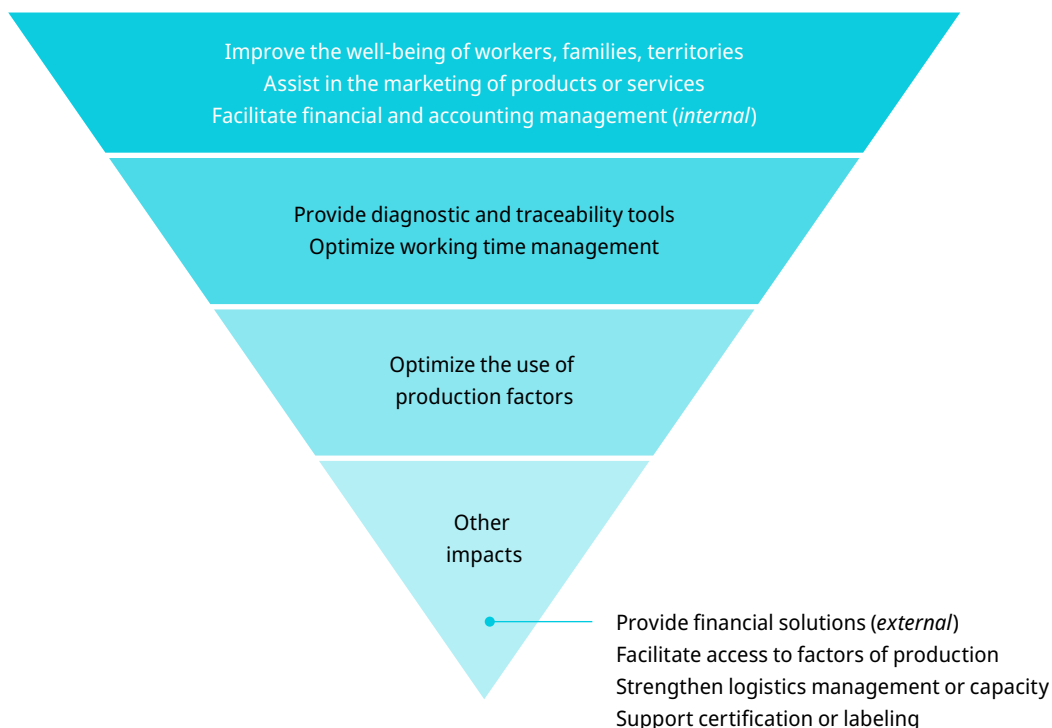 Improve the well-being of workers, families, territories
Assist in the marketing of products or services
Facilitate financial and accounting management (internal)
Provide diagnostic and traceability tools
Optimize working time management
Optimize the use of
production factors
Other
impacts
Provide financial solutions (external)
Facilitate access to factors of production
Strengthen logistics management or capacity
Support certification or labeling